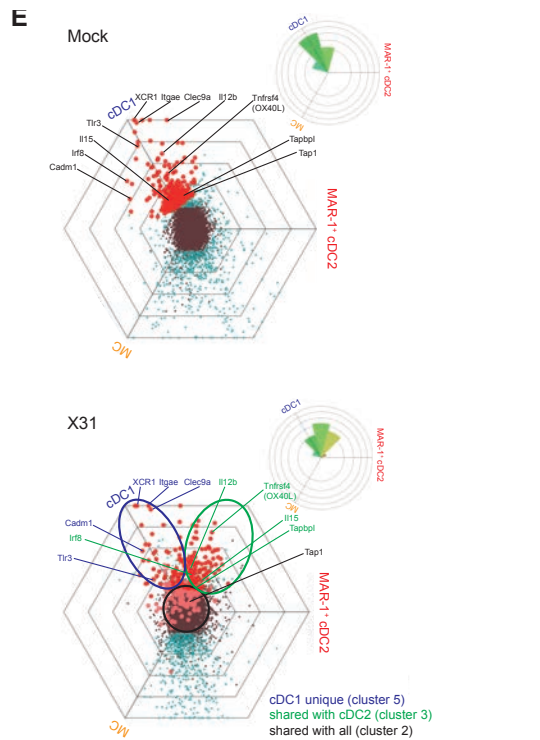 E
Mock
cDC1
MAR-1+ cDC2
MC
XCR1 Itgae Clec9a Il12b Tnfrsf4
(OX40L)
cDC1
Tlr3
Il15
Irf8
Cadm1
Tapbpl
Tap1
MAR-1+ cDC2
MC
X31
cDC1
MAR-1+ cDC2
MC
XCR1 Itgae Clec9a Il12b Tnfrsf4
(OX40L)
cDC1
Il15
Tapbpl
Cadm1
Irf8
Tlr3
Tap1
MAR-1+ cDC2
MC
cDC1 unique (cluster 5)
shared with cDC2 (cluster 3)
shared with all (cluster 2)